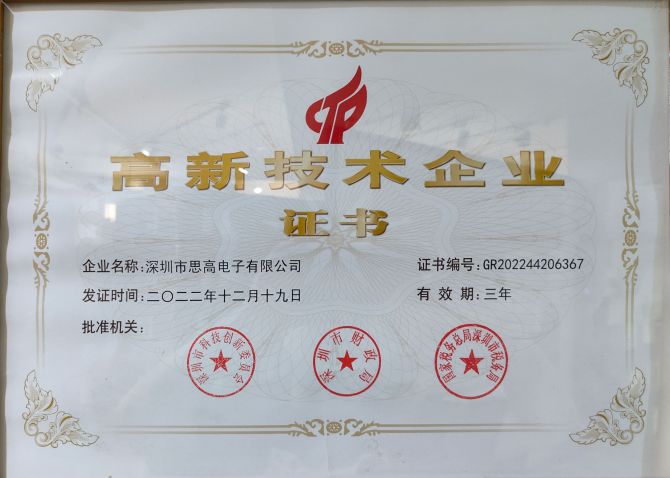 高新技术企业
证书
企业名称:深圳市思高电子有限公司
证书编号:GR202244206367
发证时间:二〇二二年十二月十九日
有效期:三年
批准机关:
深圳市科技创新委员会
深圳市财政局
国家税务总局深圳市税务局